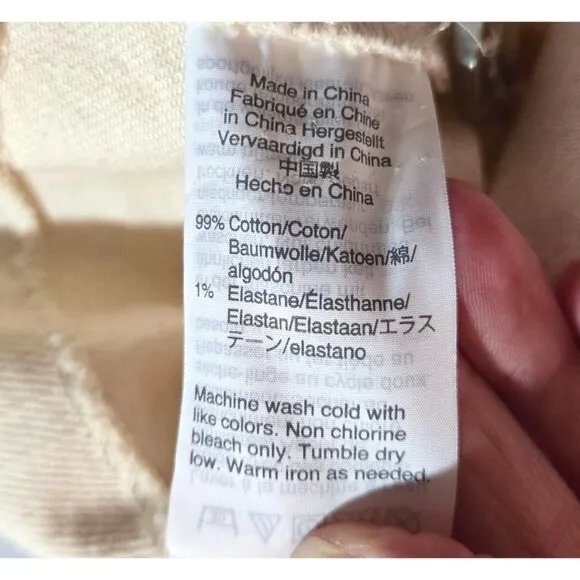 Made in China
Fabriqué en Chine
in China Hergestellt
Vervaardigd in China
中国製
Hecho en China
99% Cotton/Coton/
Baumwolle/Katoen/綿/
algodón
1% Elastane/Élasthanne/
Elastan/Elastaan/エラス
テーン/elastano
Machine wash cold with
like colors. Non chlorine
bleach only. Tumble dry
low. Warm iron as needed.